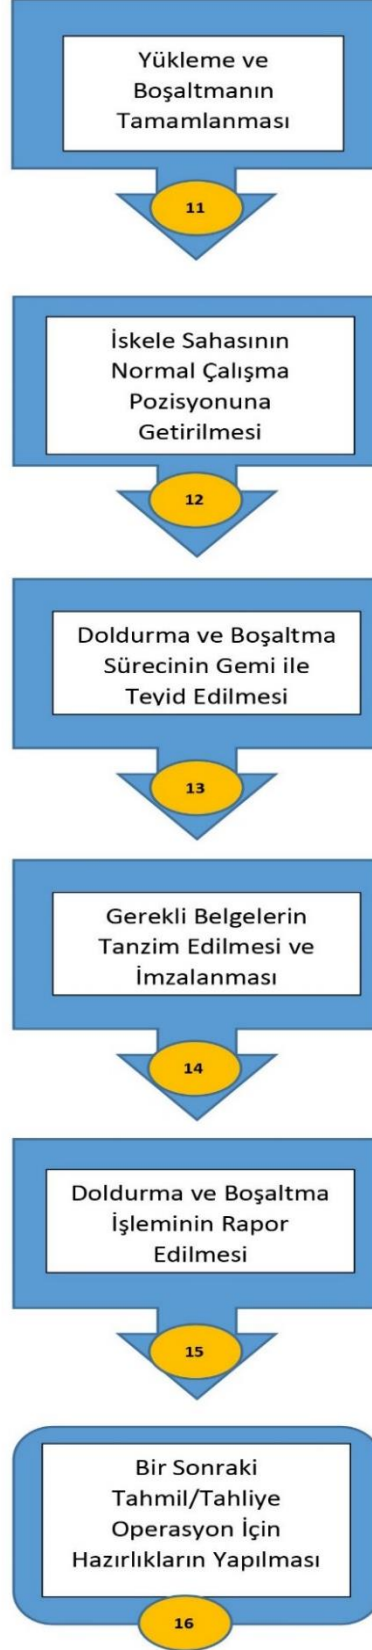 Yükleme ve
Boşaltmanın
Tamamlanması
11
İskele Sahasının
Normal Çalışma
Pozisyonuna
Getirilmesi
12
Doldurma ve Boşaltma
Sürecinin Gemi ile
Teyid Edilmesi
13
Gerekli Belgelerin
Tanzim Edilmesi ve
İmzalanması
14
Doldurma ve Boşaltma
İşleminin Rapor
Edilmesi
15
Bir Sonraki
Tahmil/Tahliye
Operasyon İçin
Hazırlıkların Yapılması
16